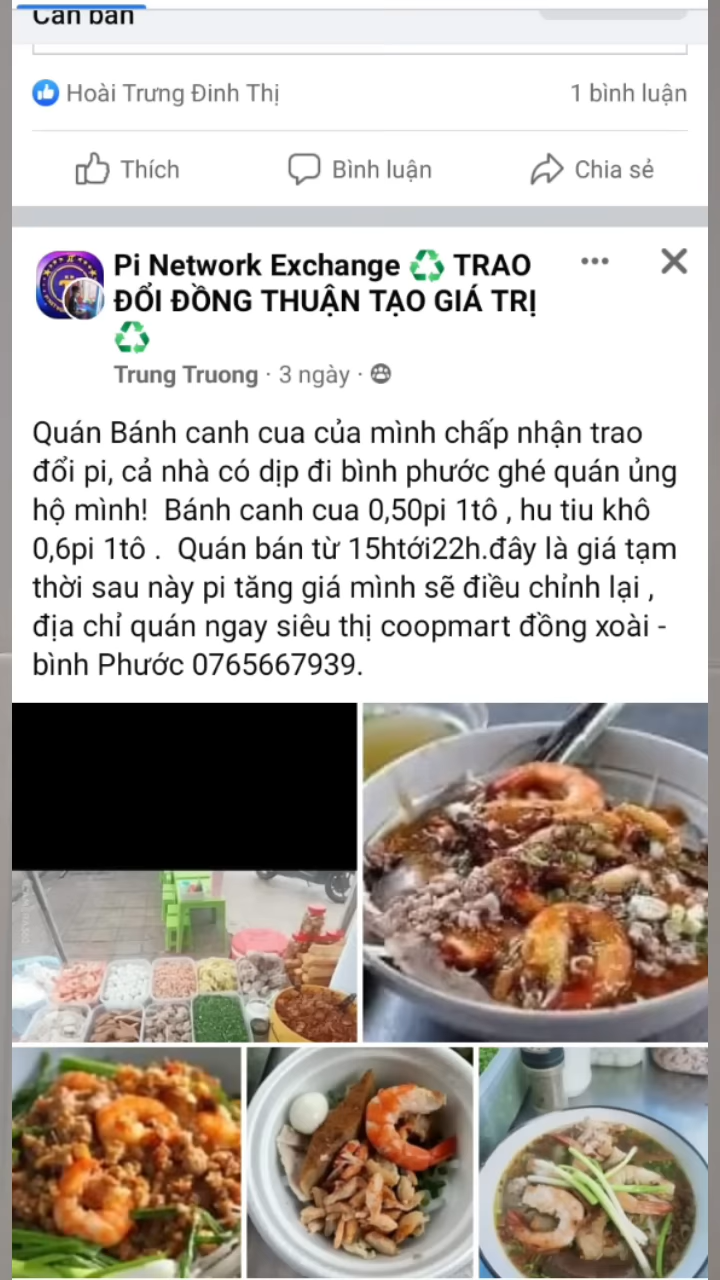 Căn bản
Hoài Trưng Đinh Thị
1 bình luận
Thích
Bình luận
Chia sẻ
Pi Network Exchange ♻️ TRAO
ĐỔI ĐỒNG THUẬN TẠO GIÁ TRỊ
♻️
Trung Truong · 3 ngày ·
Quán Bánh canh cua của mình chấp nhận trao
đổi pi, cả nhà có dịp đi bình phước ghé quán ủng
hộ mình!  Bánh canh cua 0,50pi 1tô , hu tiu khô
0,6pi 1tô .  Quán bán từ 15htới22h.đây là giá tạm
thời sau này pi tăng giá mình sẽ điều chỉnh lại ,
địa chỉ quán ngay siêu thị coopmart đồng xoài -
bình Phước 0765667939.